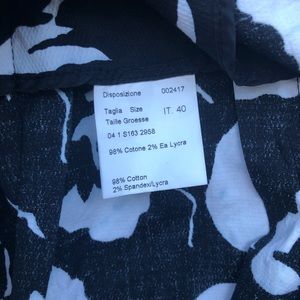 Disposizione 002417
Taglia Size IT. 40
Taille Groesse
04 1 S163 2958
98% Cotone 2% Ea Lycra
98% Cotton
2% Spandex/Lycra